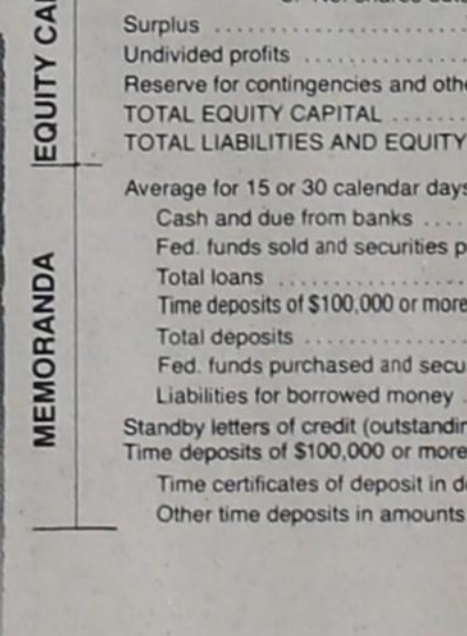 Surplus ..............................
Undivided profits ....................
Reserve for contingencies and othe
TOTAL EQUITY CAPITAL ........
TOTAL LIABILITIES AND EQUITY
EQUITY CA
Average for 15 or 30 calendar days
Cash and due from banks ....
Fed. funds sold and securities p
Total loans ....................
Time deposits of $100,000 or more
Total deposits .................
Fed. funds purchased and secu
Liabilities for borrowed money .
Standby letters of credit (outstandin
Time deposits of $100,000 or more
Time certificates of deposit in de
Other time deposits in amounts
MEMORANDA